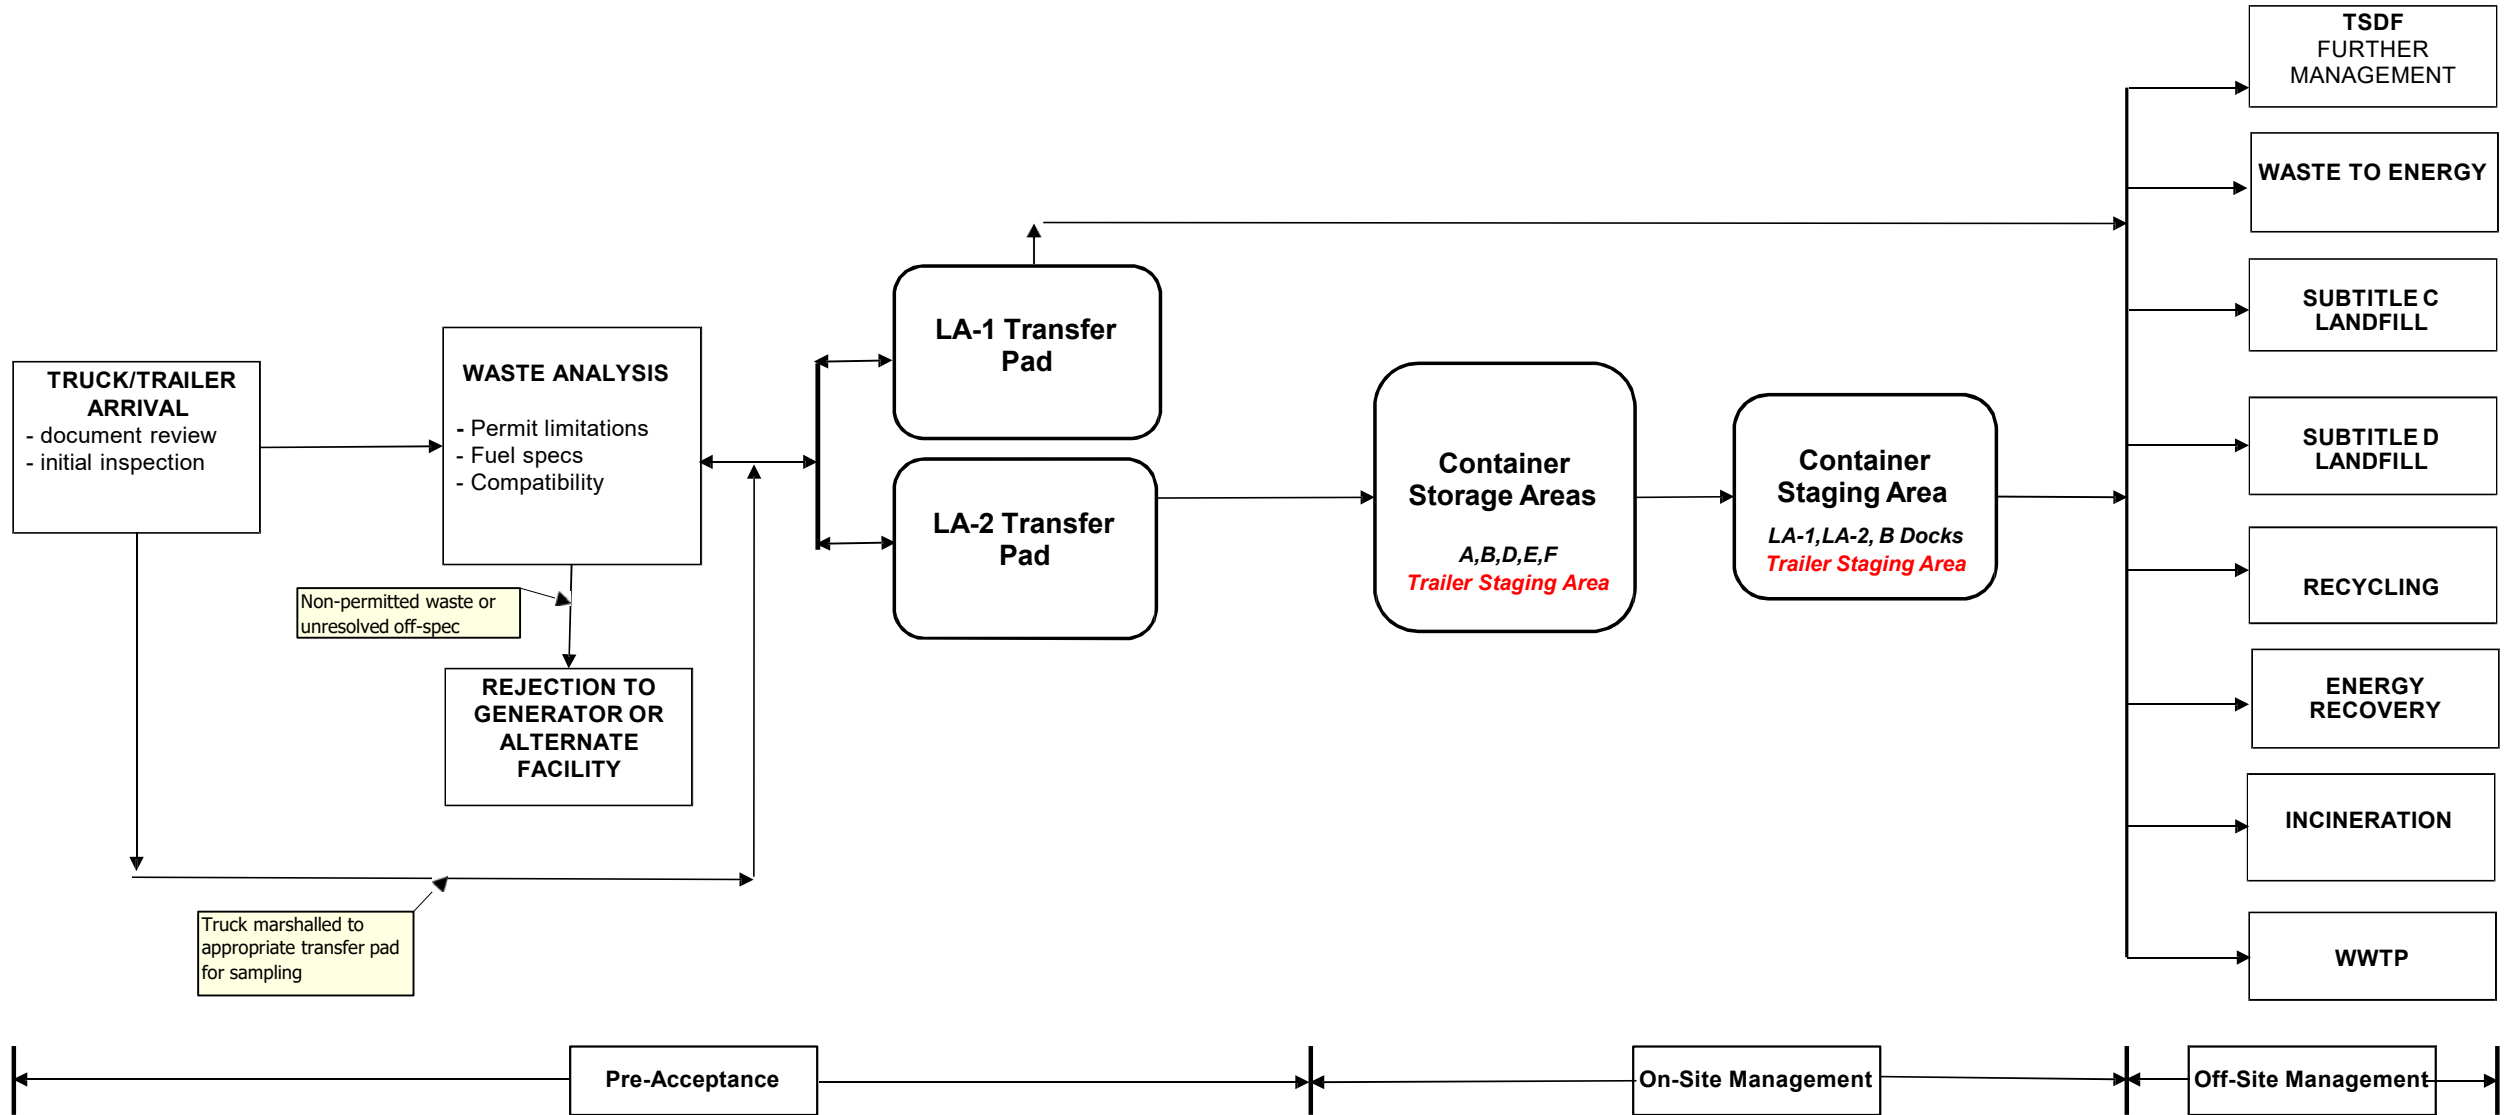 TRUCK/TRAILER
ARRIVAL
- document review
- initial inspection
WASTE ANALYSIS
- Permit limitations
- Fuel specs
- Compatibility
Non-permitted waste or
unresolved off-spec
REJECTION TO
GENERATOR OR
ALTERNATE
FACILITY
Truck marshalled to
appropriate transfer pad
for sampling
LA-1 Transfer
Pad
LA-2 Transfer
Pad
Container
Storage Areas
A,B,D,E,F
Trailer Staging Area
Container
Staging Area
LA-1,LA-2, B Docks
Trailer Staging Area
TSDF
FURTHER
MANAGEMENT
WASTE TO ENERGY
SUBTITLE C
LANDFILL
SUBTITLE D
LANDFILL
RECYCLING
ENERGY
RECOVERY
INCINERATION
WWTP
Pre-Acceptance
On-Site Management
Off-Site Management